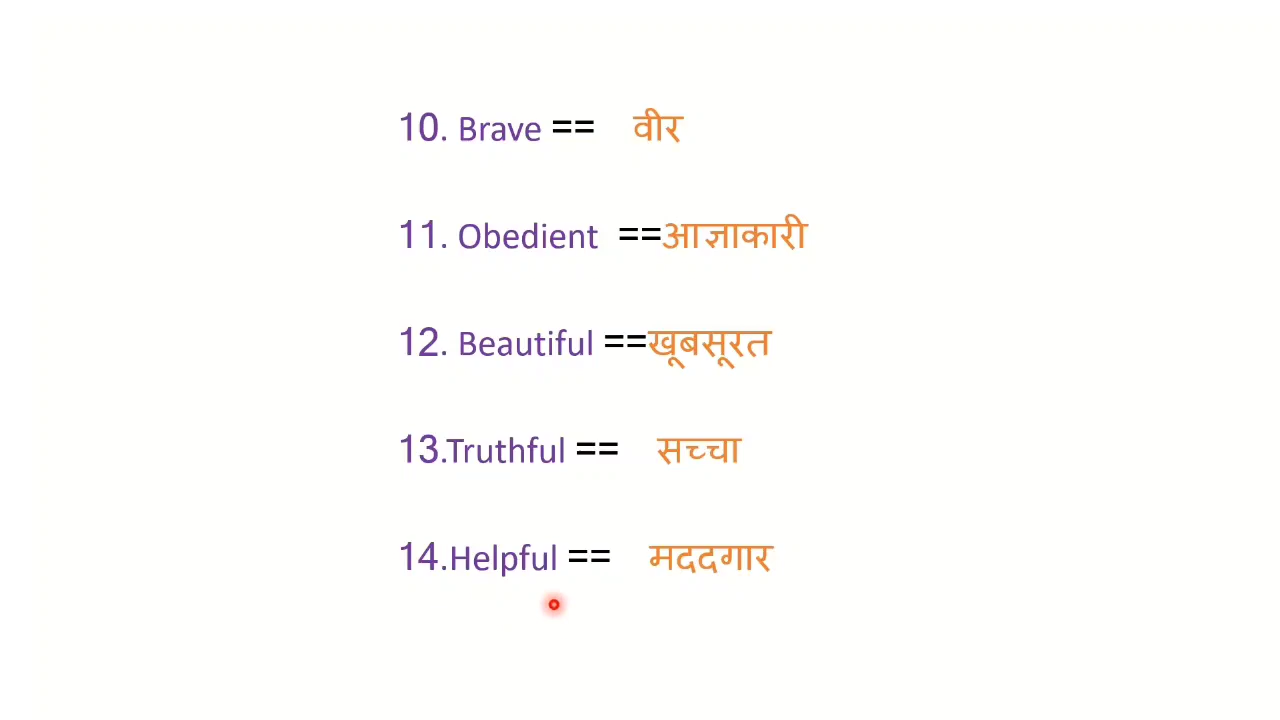 10. Brave == वीर
11. Obedient ==आज्ञाकारी
12. Beautiful ==खूबसूरत
13.Truthful == सच्चा
14.Helpful == मददगार